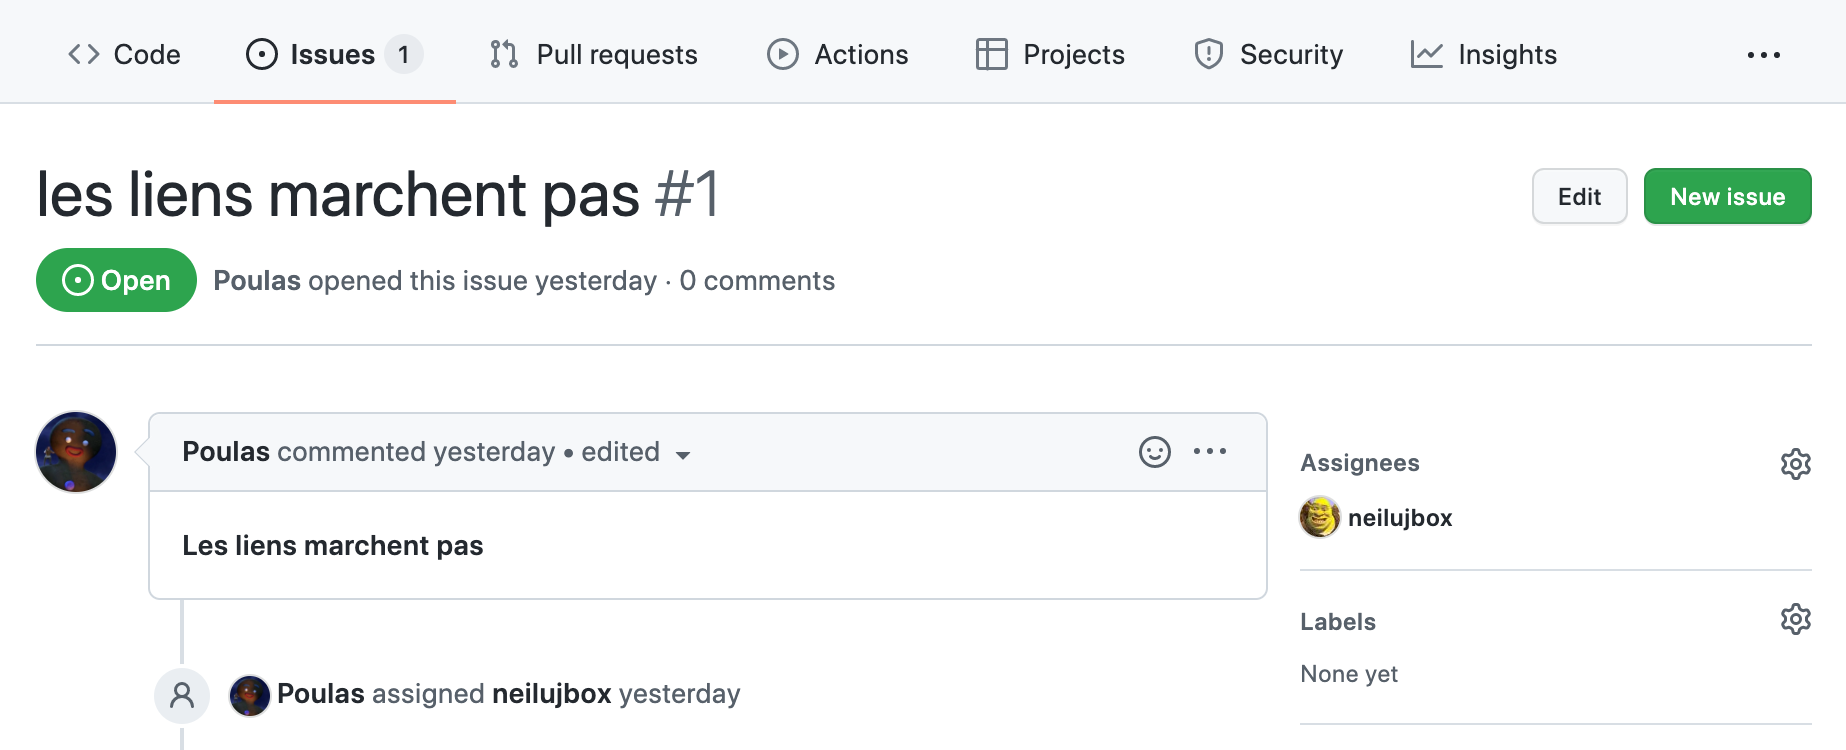 Code Issues 1 Pull requests Actions Projects Security Insights
les liens marchent pas #1
Edit New issue
Open Poulas opened this issue yesterday · 0 comments
Poulas commented yesterday • edited
Les liens marchent pas
Assignees
neilujbox
Labels
None yet
Poulas assigned neilujbox yesterday